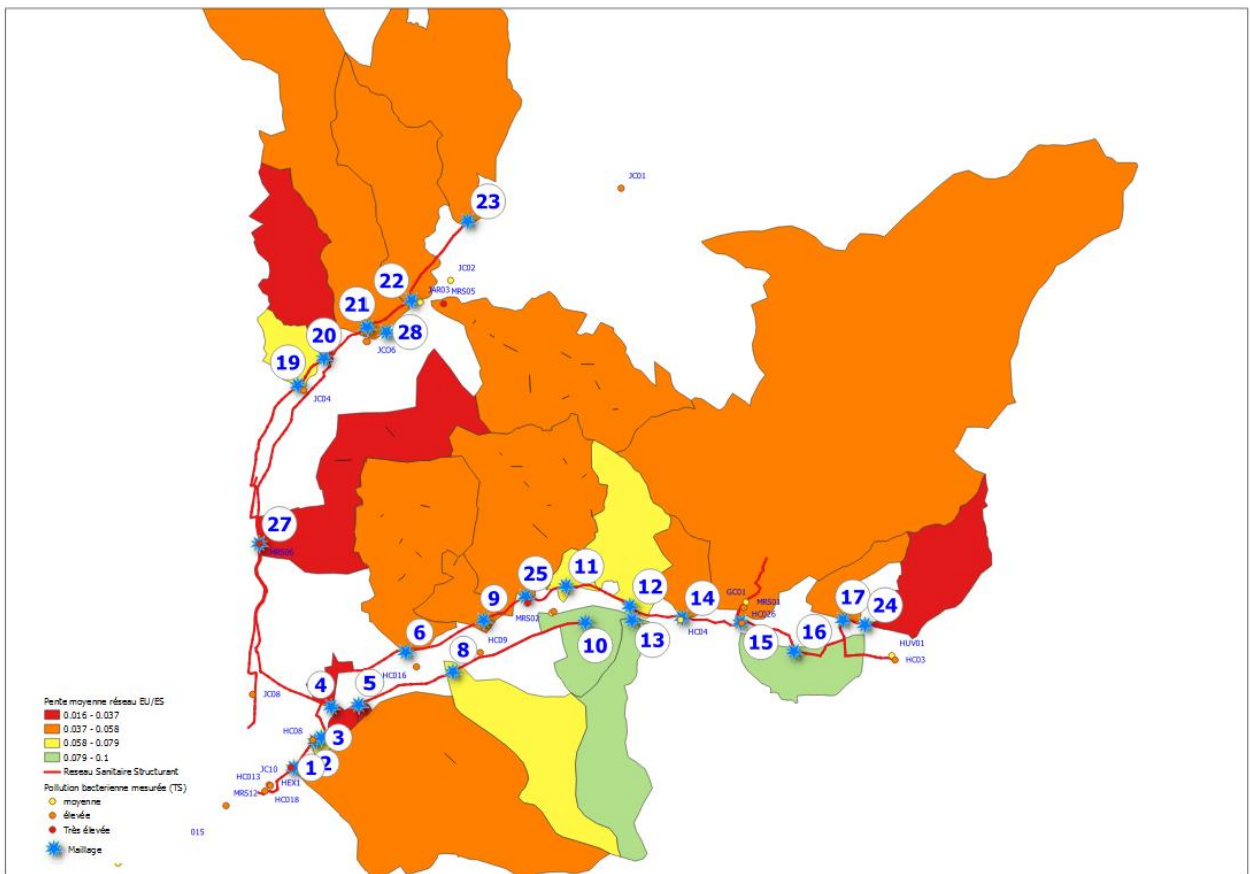 JC01
23
JC02
22
JAR03
MRS05
21
28
20
JCO6
19
JC04
27
MRS06
25
11
12
9
14
GC01
MRS01
HC026
17
24
6
MRS02
HC09
8
10
13
HC04
15
16
HUV01
HC03
HC016
4
5
JC08
HC08
3
1
2
JC10
HC013
HEX1
MRS12
HC018
015
Pente moyenne réseau EU/ES
0.016 - 0.037
0.037 - 0.058
0.058 - 0.079
0.079 - 0.1
Reseau Sanitaire Structurant
Pollution bacterienne mesurée (TS)
moyenne
élevée
Très élevée
Maillage